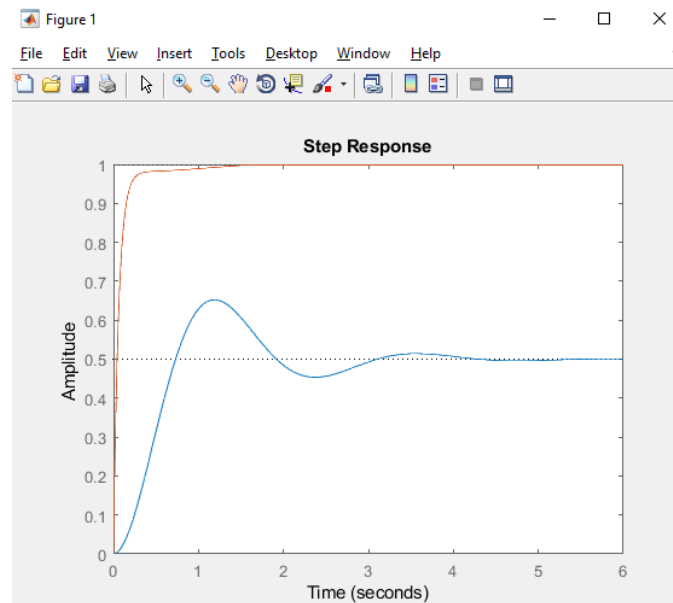 Figure 1
File Edit View Insert Tools Desktop Window Help
Step Response
1
0.9
0.8
0.7
0.6
0.5
0.4
0.3
0.2
0.1
0
Amplitude
0 1 2 3 4 5 6
Time (seconds)